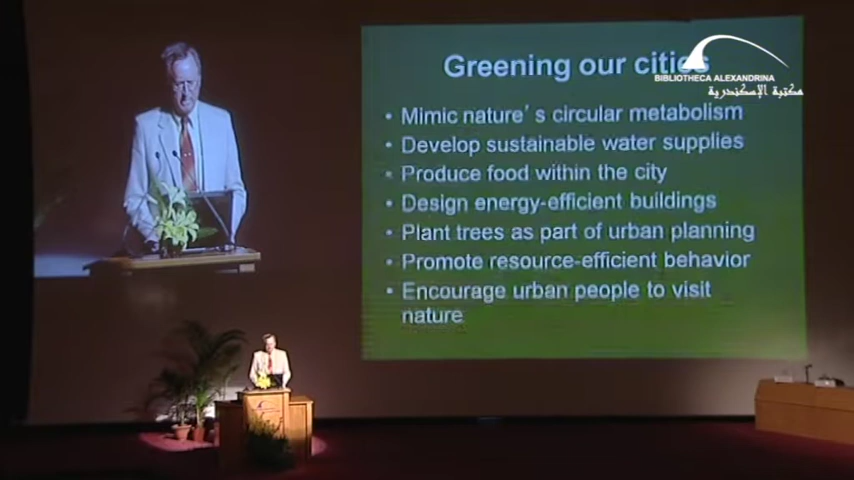 Greening our cities
BIBLIOTHECA ALEXANDRINA
مكتبة الإسكندرية
• Mimic nature's circular metabolism
• Develop sustainable water supplies
• Produce food within the city
• Design energy-efficient buildings
• Plant trees as part of urban planning
• Promote resource-efficient behavior
• Encourage urban people to visit
nature